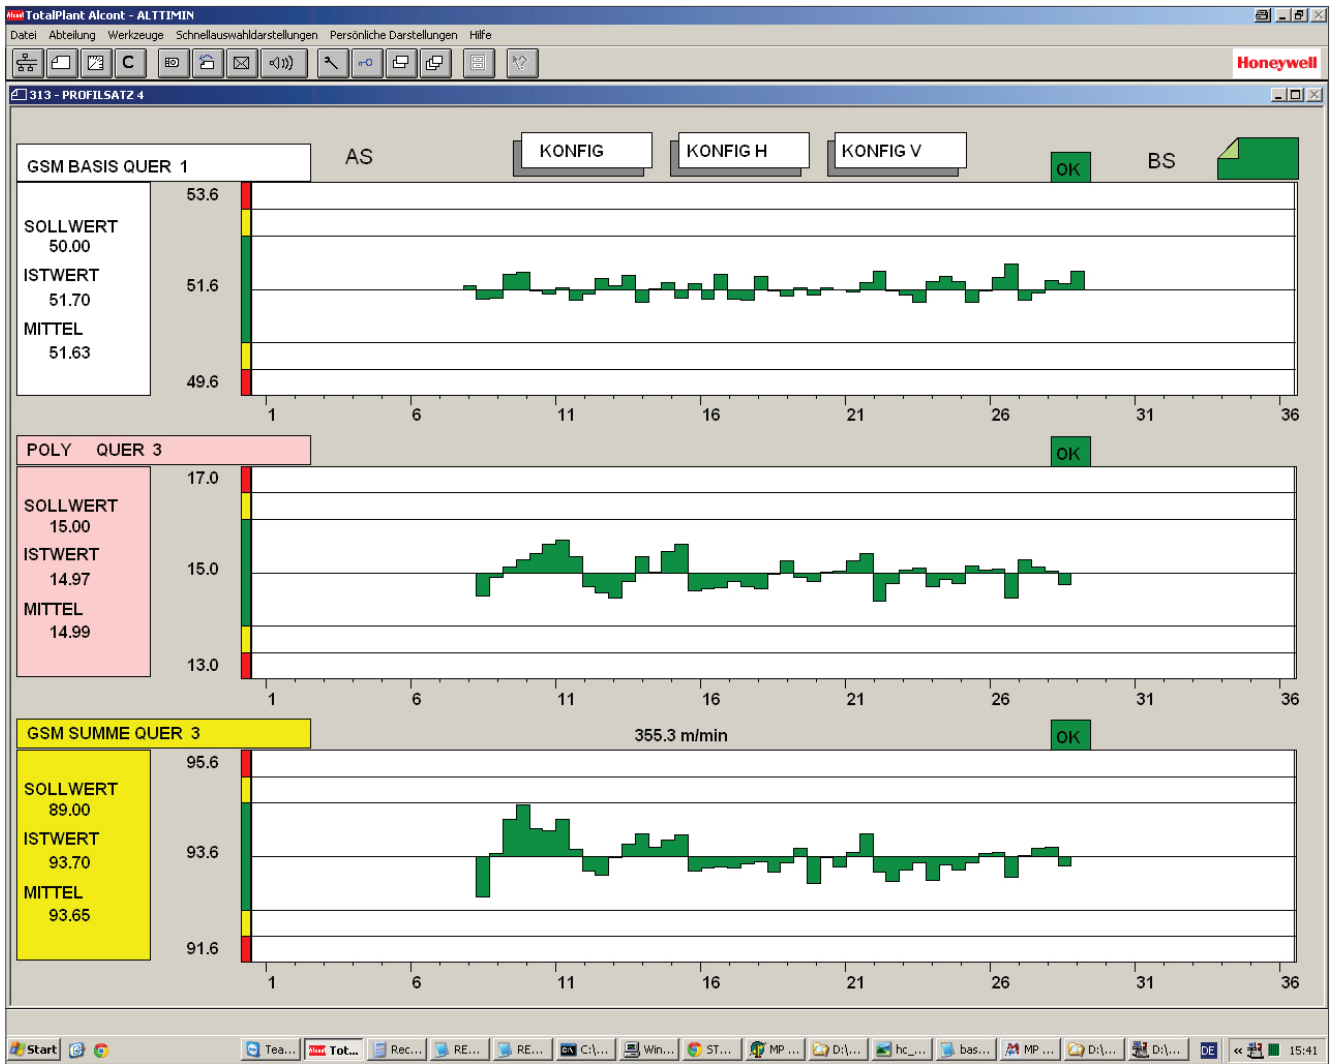 Alcont TotalPlant Alcont - ALTTIMIN
Datei Abteilung Werkzeuge Schnellauswahldarstellungen Persönliche Darstellungen Hilfe
C
Honeywell
313 - PROFILSATZ 4
GSM BASIS QUER 1
AS
KONFIG
KONFIG H
KONFIG V
OK
BS
SOLLWERT
50.00
ISTWERT
51.70
MITTEL
51.63
53.6
51.6
49.6
1 6 11 16 21 26 31 36
POLY QUER 3
OK
SOLLWERT
15.00
ISTWERT
14.97
MITTEL
14.99
17.0
15.0
13.0
1 6 11 16 21 26 31 36
GSM SUMME QUER 3
355.3 m/min
OK
SOLLWERT
89.00
ISTWERT
93.70
MITTEL
93.65
95.6
93.6
91.6
1 6 11 16 21 26 31 36
Start Tea... Alcont Tot... Rec... RE... RE... C:\... Win... ST... MP ... D:\... hc_... bas... MP ... D:\... D:\... DE « 15:41